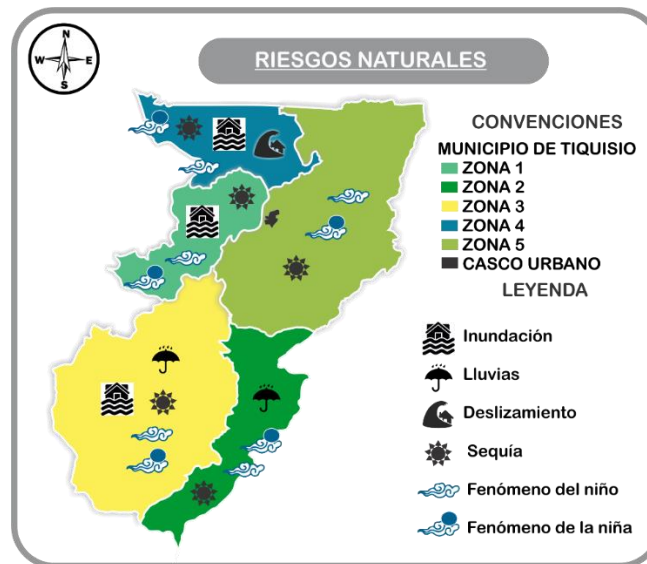 N
W E
S
RIESGOS NATURALES
CONVENCIONES
MUNICIPIO DE TIQUISIO
ZONA 1
ZONA 2
ZONA 3
ZONA 4
ZONA 5
CASCO URBANO
LEYENDA
Inundación
Lluvias
Deslizamiento
Sequía
Fenómeno del niño
Fenómeno de la niña